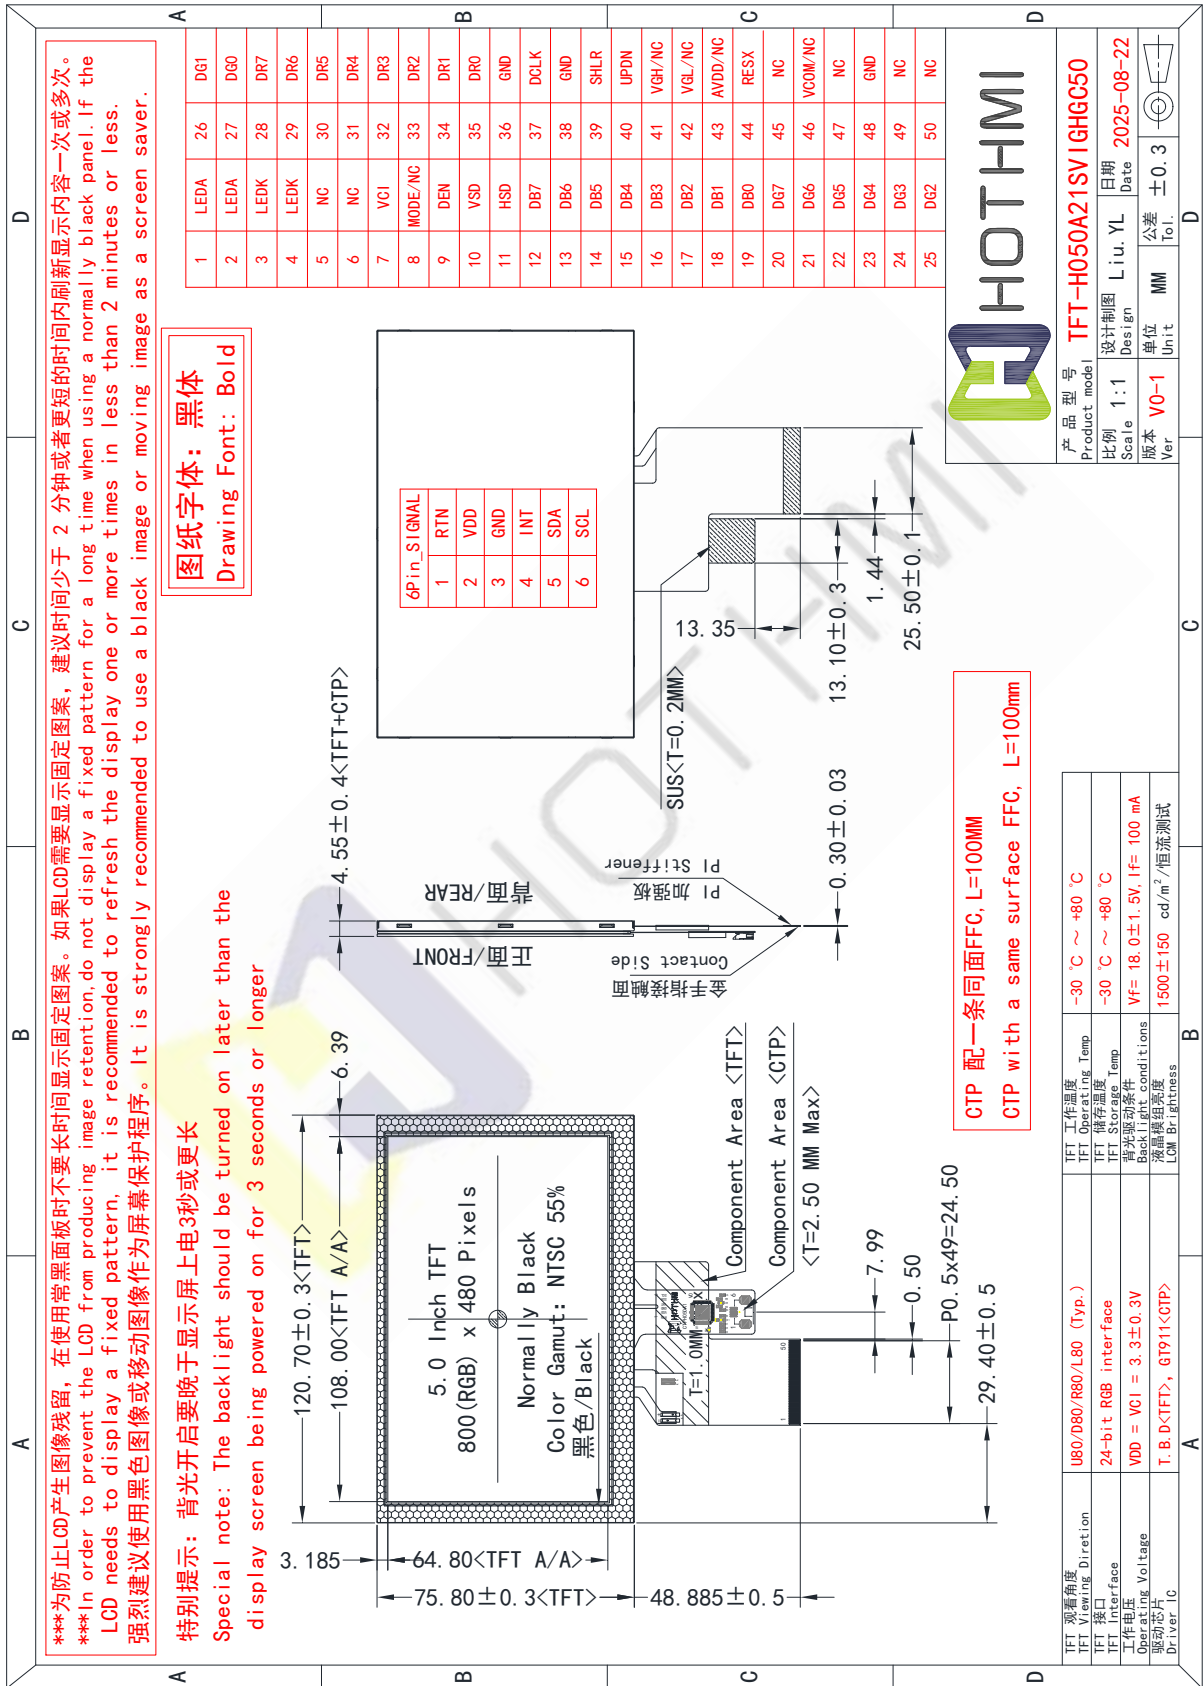 ***为防止LCD产生图像残留，在使用常黑面板时不要长时间显示固定图案。如果LCD需要显示固定图案，建议时间少于 2 分钟或者更短的时间内刷新显示内容一次或多次。
***In order to prevent the LCD from producing image retention,do not display a fixed pattern for a long time when using a normally black panel.If the
LCD needs to display a fixed pattern, it is recommended to refresh the display one or more times in less than 2 minutes or less.
强烈建议使用黑色图像或移动图像作为屏幕保护程序。It is strongly recommended to use a black image or moving image as a screen saver.
特别提示：背光开启要晚于显示屏上电3秒或更长
Special note: The backlight should be turned on later than the
display screen being powered on for 3 seconds or longer
图纸字体：黑体
Drawing Font: Bold
1 LEDA 26 DG1
2 LEDA 27 DG0
3 LEDK 28 DR7
4 LEDK 29 DR6
5 NC 30 DR5
6 NC 31 DR4
7 VCI 32 DR3
8 MODE/NC 33 DR2
9 DEN 34 DR1
10 VSD 35 DR0
11 HSD 36 GND
12 DB7 37 DCLK
13 DB6 38 GND
14 DB5 39 SHLR
15 DB4 40 UPDN
16 DB3 41 VGH/NC
17 DB2 42 VGL/NC
18 DB1 43 AVDD/NC
19 DB0 44 RESX
20 DG7 45 NC
21 DG6 46 VCOM/NC
22 DG5 47 NC
23 DG4 48 GND
24 DG3 49 NC
25 DG2 50 NC
120.70±0.3<TFT>
108.00<TFT A/A>
6.39
3.185
64.80<TFT A/A>
75.80±0.3<TFT>
48.885±0.5
5.0 Inch TFT
800(RGB) x 480 Pixels
Normally Black
Color Gamut: NTSC 55%
黑色/Black
T=1.0MM
1
50
Component Area <TFT>
Component Area <CTP>
<T=2.50 MM Max>
7.99
0.50
P0.5x49=24.50
29.40±0.5
4.55±0.4<TFT+CTP>
正面/FRONT
背面/REAR
金手指接触面
Contact Side
PI 加强板
PI Stiffener
0.30±0.03
6Pin_SIGNAL
1 RTN
2 VDD
3 GND
4 INT
5 SDA
6 SCL
SUS<T=0.2MM>
13.35
13.10±0.3
1.44
25.50±0.1
CTP 配一条同面FFC,L=100MM
CTP with a same surface FFC, L=100mm
TFT 观看角度
TFT Viewing Diretion
U80/D80/R80/L80 (Typ.)
TFT 接口
TFT Interface
24-bit RGB interface
工作电压
Operating Voltage
VDD = VCI = 3.3±0.3V
驱动芯片
Driver IC
T.B.D<TFT>, GT911<CTP>
TFT 工作温度
TFT Operating Temp
-30 ℃ ～ +80 ℃
TFT 储存温度
TFT Storage Temp
-30 ℃ ～ +80 ℃
背光驱动条件
Backlight conditions
Vf= 18.0±1.5V,If= 100 mA
液晶模组亮度
LCM Brightness
1500±150 cd/m²/恒流测试
HOTHMI
产品型号
Product model
TFT-H050A21SVIGHGC50
比例
Scale
1:1
设计制图
Design
Liu.YL
日期
Date
2025-08-22
版本
Ver
V0-1
单位
Unit
MM
公差
Tol.
±0.3
A
B
C
D
A
B
C
D
A
B
C
D
A
B
C
D
HOTHMI